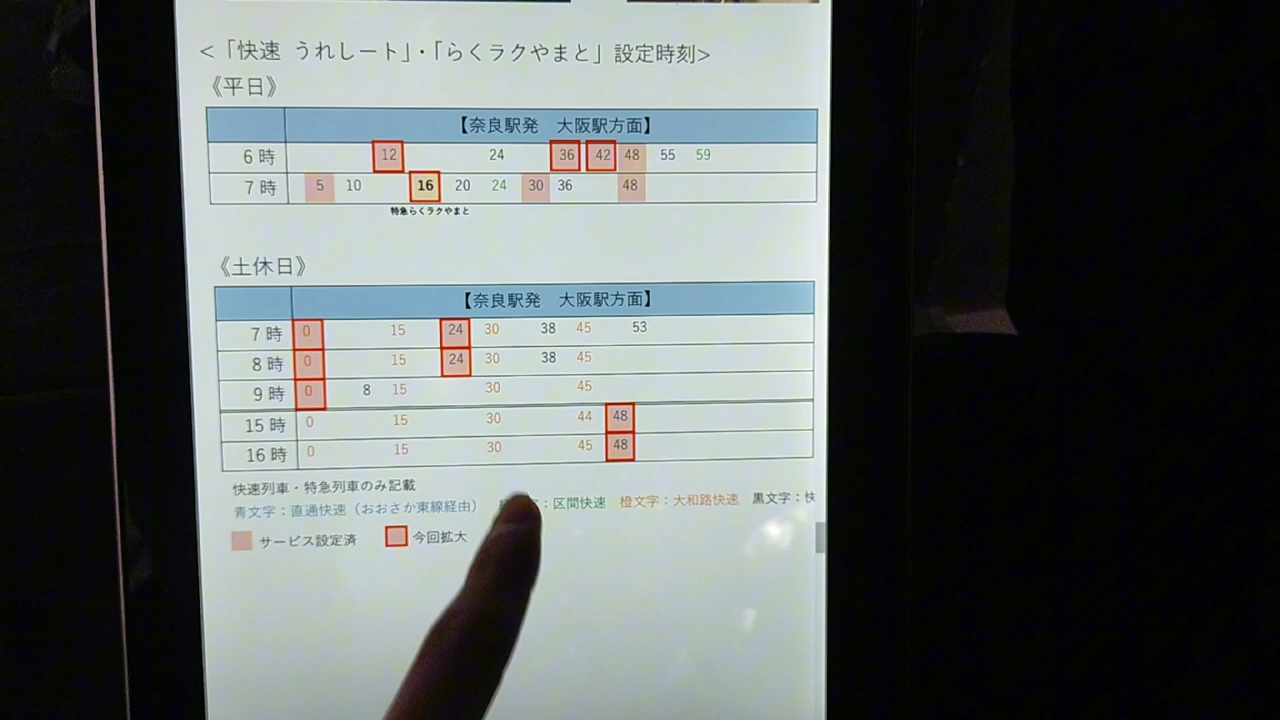 <「快速 うれしート」・「らくラクやまと」設定時刻>
《平日》
【奈良駅発 大阪駅方面】
6時 12 24 36 42 48 55 59
7時 5 10 16 20 24 30 36 48
特急らくラクやまと
《土休日》
【奈良駅発 大阪駅方面】
7時 0 15 24 30 38 45 53
8時 0 15 24 30 38 45
9時 0 8 15 30 45
15時 0 15 30 44 48
16時 0 15 30 45 48
快速列車・特急列車のみ記載
青文字：直通快速（おおさか東線経由） 字：区間快速 橙文字：大和路快速 黒文字：快
サービス設定済 今回拡大